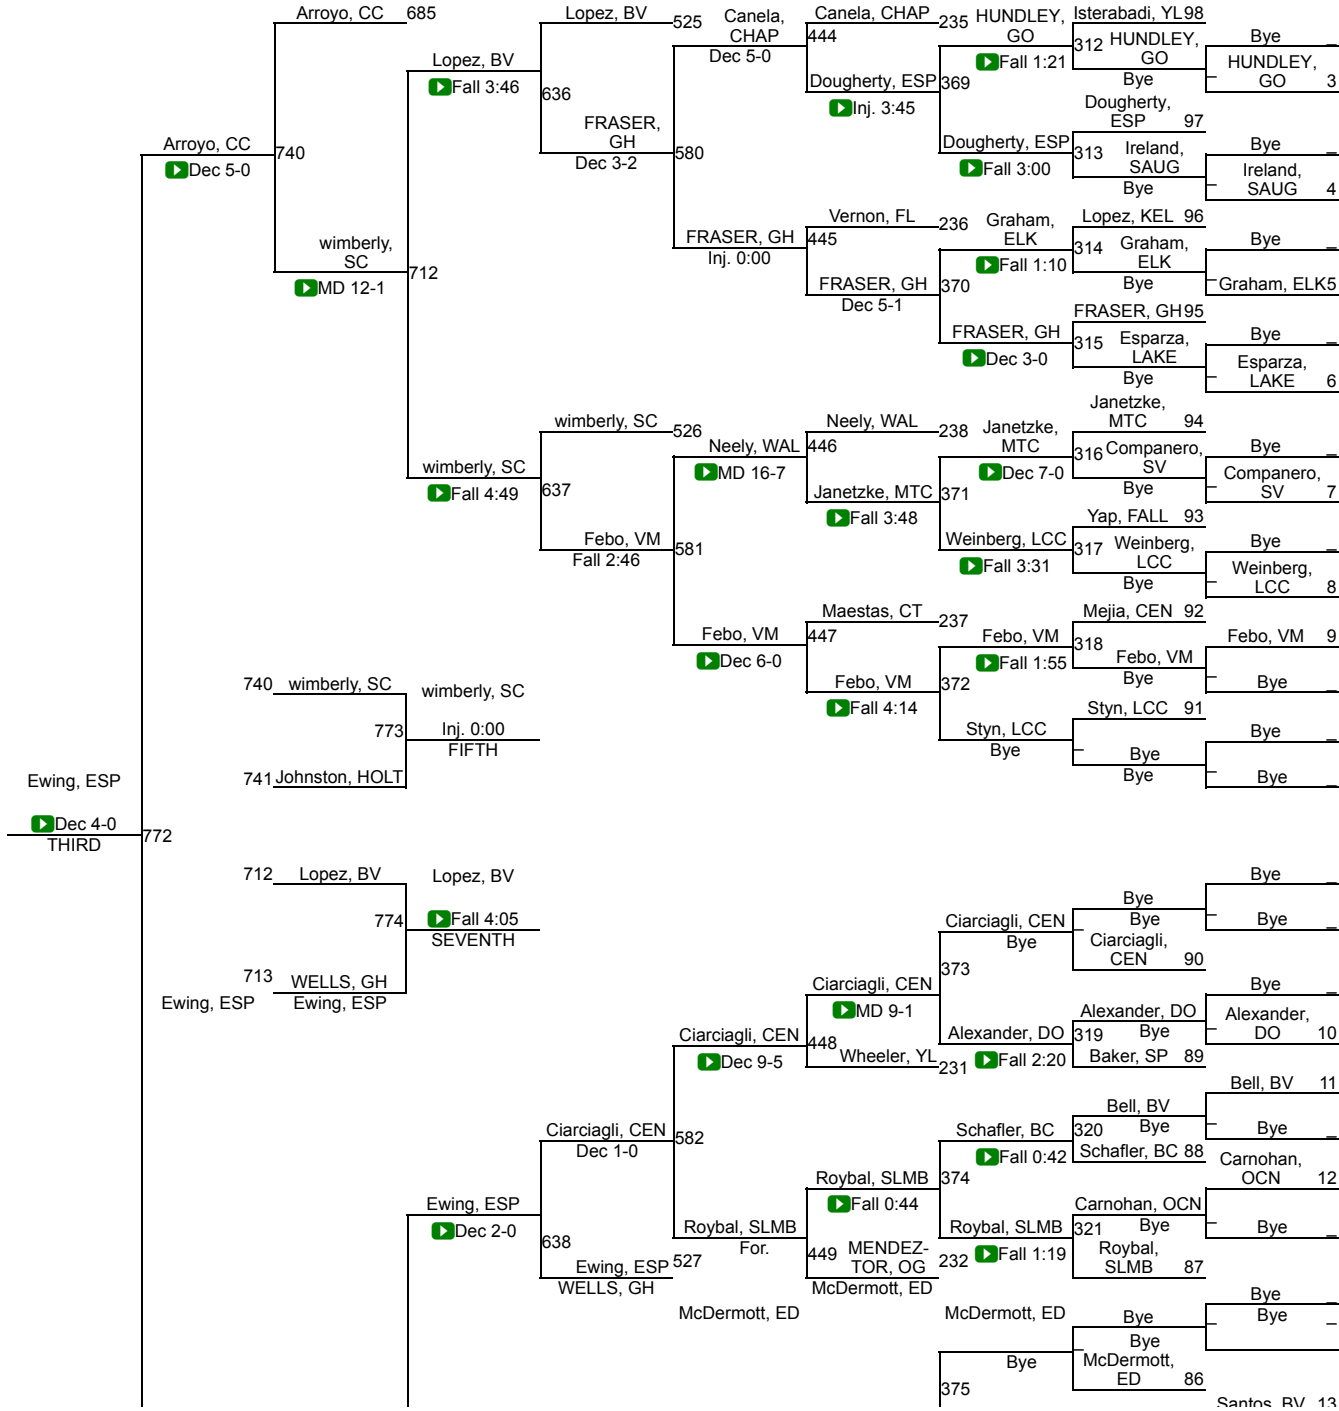 Arroyo, CC 685
Lopez, BV
525
Canela,
CHAP
Dec 5-0
Canela, CHAP
235
HUNDLEY,
GO
Fall 1:21
Isterabadi, YL 98
312
HUNDLEY,
GO
Bye
Bye _
_
HUNDLEY,
GO 3
444
Dougherty, ESP
Inj. 3:45
369
Dougherty,
ESP 97
Dougherty, ESP
Fall 3:00
313
Ireland,
SAUG
Bye
Bye _
_
Ireland,
SAUG 4
Lopez, BV
Fall 3:46
636
FRASER,
GH
Dec 3-2
580
Arroyo, CC
Dec 5-0
740
wimberly,
SC
MD 12-1
712
FRASER, GH
Inj. 0:00
Vernon, FL
236
445
FRASER, GH
Dec 5-1
Graham,
ELK
Fall 1:10
370
Lopez, KEL 96
314
Graham,
ELK
Bye
Bye _
_
Graham, ELK 5
FRASER, GH 95
FRASER, GH
Dec 3-0
315
Esparza,
LAKE
Bye
Bye _
_
Esparza,
LAKE 6
wimberly, SC
526
wimberly, SC
Fall 4:49
637
Febo, VM
Fall 2:46
Neely, WAL
MD 16-7
581
Neely, WAL
238
446
Janetzke, MTC
Fall 3:48
Janetzke,
MTC
Dec 7-0
371
Janetzke,
MTC 94
316
Companero,
SV
Bye
Bye _
_
Companero,
SV 7
Weinberg, LCC
Fall 3:31
Yap, FALL 93
317
Weinberg,
LCC
Bye
Bye _
_
Weinberg,
LCC 8
Febo, VM
Dec 6-0
Maestas, CT
237
447
Febo, VM
Fall 4:14
Febo, VM
Fall 1:55
372
Mejia, CEN 92
318
Febo, VM
Bye
Febo, VM 9
_
Bye _
Styn, LCC
Bye
Styn, LCC 91
_
Bye
Bye
Bye _
_
Bye _
740 wimberly, SC
wimberly, SC
773
Inj. 0:00
FIFTH
741 Johnston, HOLT
Ewing, ESP
Dec 4-0
THIRD
772
712 Lopez, BV
Lopez, BV
774
Fall 4:05
SEVENTH
713
WELLS, GH
Ewing, ESP
Ewing, ESP
Ciarciagli, CEN
Bye
373
Bye
_
Bye
Ciarciagli,
CEN 90
Bye _
_
Bye _
Ciarciagli, CEN
MD 9-1
448
Wheeler, YL
231
Ciarciagli, CEN
Dec 9-5
Alexander, DO
Fall 2:20
Alexander, DO
319
Bye
Baker, SP 89
Bye _
_
Alexander,
DO 10
Ciarciagli, CEN
Dec 1-0
582
Schafler, BC
Fall 0:42
374
Bell, BV
320
Bye
Schafler, BC 88
Bell, BV 11
_
Bye _
Ewing, ESP
Dec 2-0
638
Ewing, ESP
527
WELLS, GH
Roybal, SLMB
For.
Roybal, SLMB
Fall 0:44
449
MENDEZ-
TOR, OG
232
McDermott, ED
Roybal, SLMB
Fall 1:19
Carnohan, OCN
321
Bye
Roybal,
SLMB 87
Carnohan,
OCN 12
_
Bye _
McDermott, ED
McDermott, ED
Bye
375
Bye
_
Bye
McDermott,
ED 86
Bye _
_
Bye _
Santos, BV 13